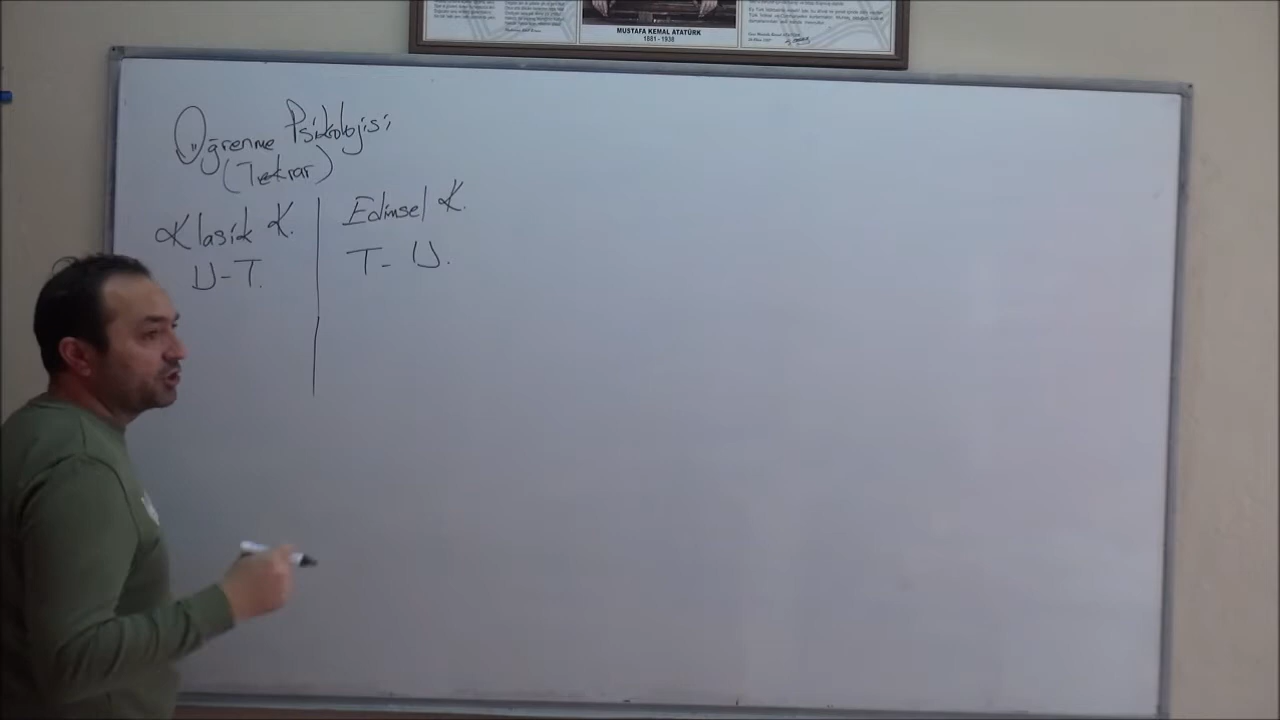 MUSTAFA KEMAL ATATÜRK
1881 - 1938
Öğrenme Psikolojisi
(Tekrar)
Klasik K.
U-T.
Edimsel K.
T- U.